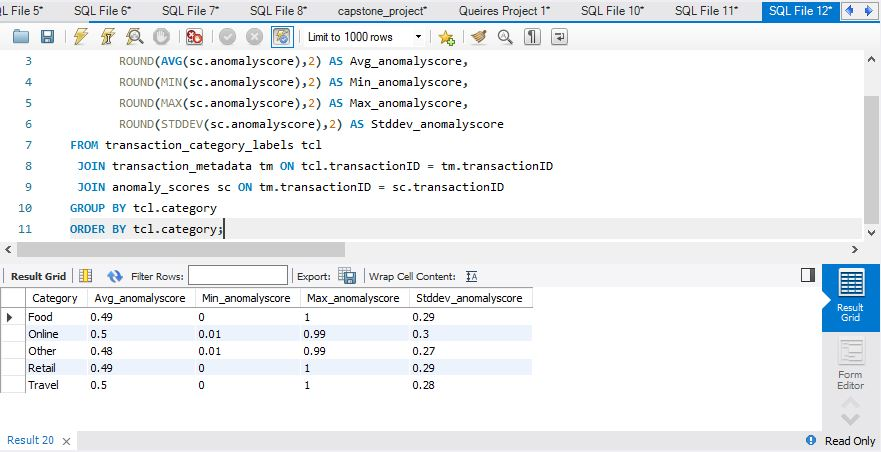 SQL File 5* SQL File 6* SQL File 7* SQL File 8* capstone_project* Queires Project 1* SQL File 10* SQL File 11* SQL File 12*
Limit to 1000 rows
3 ROUND(AVG(sc.anomalyscore),2) AS Avg_anomalyscore,
4 ROUND(MIN(sc.anomalyscore),2) AS Min_anomalyscore,
5 ROUND(MAX(sc.anomalyscore),2) AS Max_anomalyscore,
6 ROUND(STDDEV(sc.anomalyscore),2) AS Stddev_anomalyscore
7 FROM transaction_category_labels tcl
8 JOIN transaction_metadata tm ON tcl.transactionID = tm.transactionID
9 JOIN anomaly_scores sc ON tm.transactionID = sc.transactionID
10 GROUP BY tcl.category
11 ORDER BY tcl.category;
Result Grid Filter Rows: Export: Wrap Cell Content:
Category Avg_anomalyscore Min_anomalyscore Max_anomalyscore Stddev_anomalyscore
Food 0.49 0 1 0.29
Online 0.5 0.01 0.99 0.3
Other 0.48 0.01 0.99 0.27
Retail 0.49 0 1 0.29
Travel 0.5 0 1 0.28
Result
Grid
Form
Editor
Result 20 Read Only